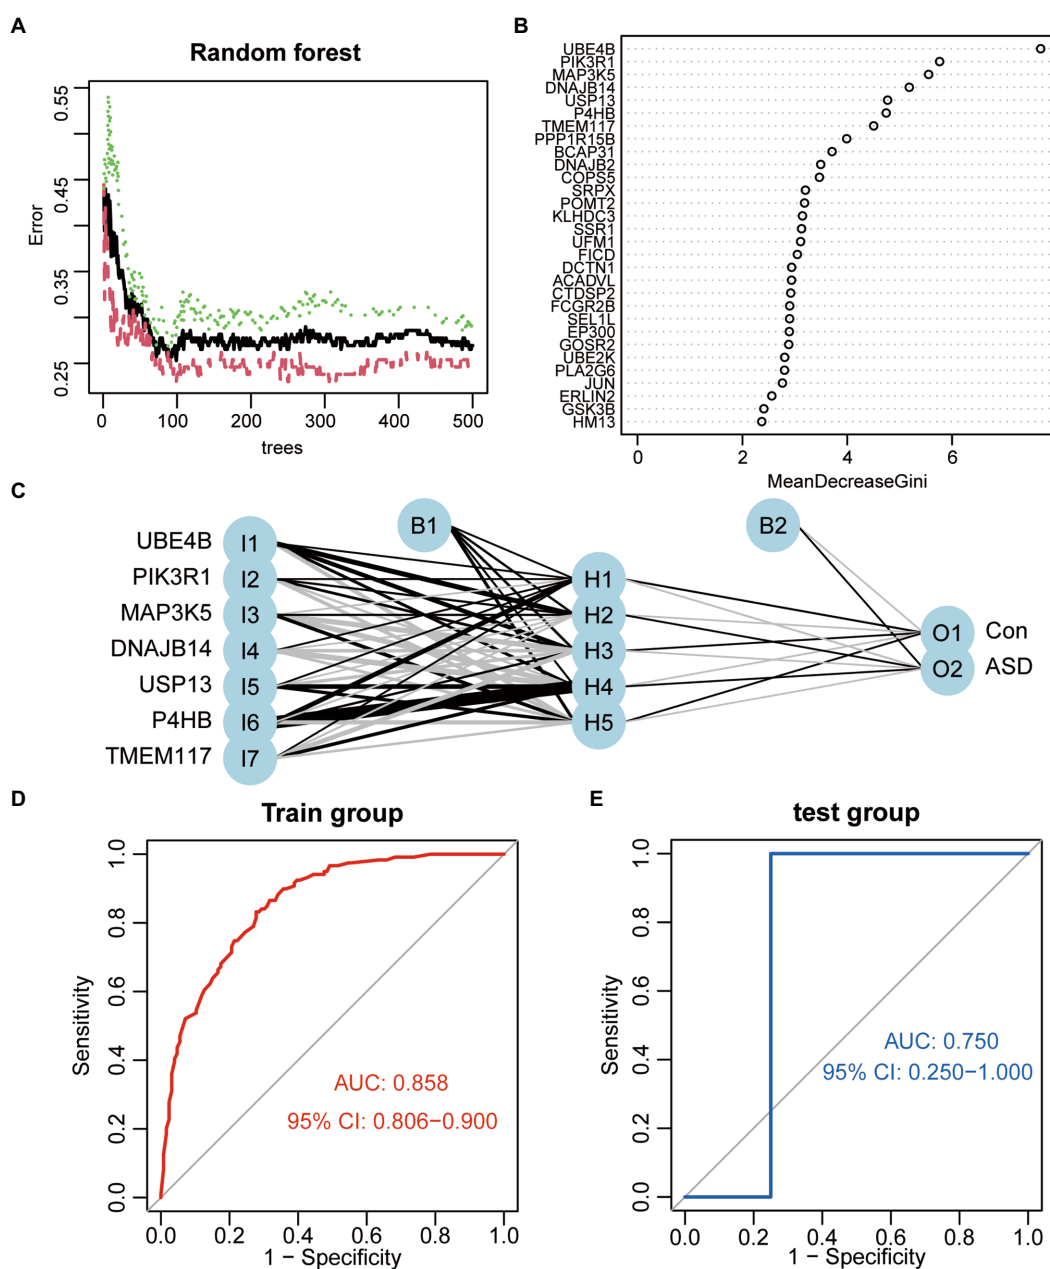 A
Random forest
Error
0.25
0.35
0.45
0.55
0
100
200
300
400
500
trees
B
UBE4B
PIK3R1
MAP3K5
DNAJB14
USP13
P4HB
TMEM117
PPP1R15B
BCAP31
DNAJB2
COPS5
SRPX
POMT2
KLHDC3
SSR1
UFM1
FICD
DCTN1
ACADVL
CTDSP2
FCGR2B
SEL1L
EP300
GOSR2
UBE2K
PLA2G6
JUN
ERLIN2
GSK3B
HM13
0
2
4
6
MeanDecreaseGini
C
UBE4B
PIK3R1
MAP3K5
DNAJB14
USP13
P4HB
TMEM117
I1
I2
I3
I4
I5
I6
I7
B1
H1
H2
H3
H4
H5
B2
O1
O2
Con
ASD
D
Train group
Sensitivity
0.0
0.2
0.4
0.6
0.8
1.0
AUC: 0.858
95% CI: 0.806−0.900
0.0
0.2
0.4
0.6
0.8
1.0
1 − Specificity
E
test group
Sensitivity
0.0
0.2
0.4
0.6
0.8
1.0
AUC: 0.750
95% CI: 0.250−1.000
0.0
0.2
0.4
0.6
0.8
1.0
1 − Specificity